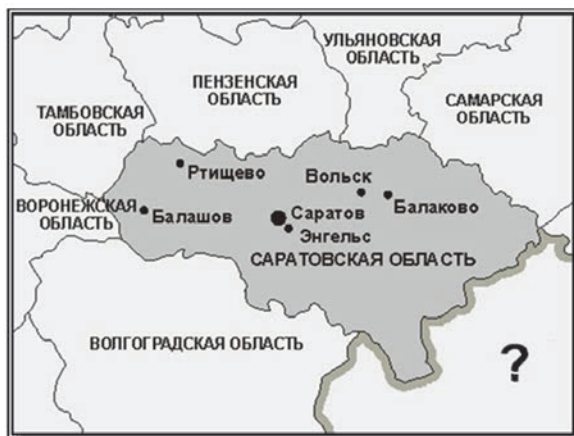 УЛЬЯНОВСКАЯ
ОБЛАСТЬ
ПЕНЗЕНСКАЯ
ОБЛАСТЬ
САМАРСКАЯ
ОБЛАСТЬ
ТАМБОВСКАЯ
ОБЛАСТЬ
Ртищево
Вольск
Балаково
ВОРОНЕЖСКАЯ
ОБЛАСТЬ
Балашов
Саратов
Энгельс
САРАТОВСКАЯ ОБЛАСТЬ
ВОЛГОГРАДСКАЯ ОБЛАСТЬ
?